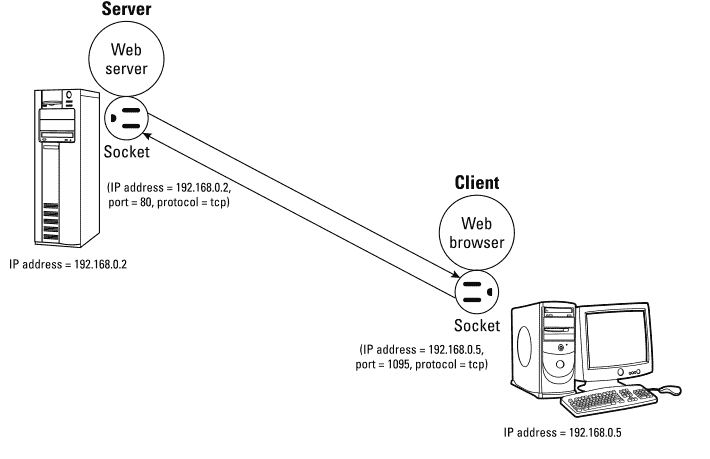 Server
Web
server
Socket
(IP address = 192.168.0.2,
port = 80, protocol = tcp)
IP address = 192.168.0.2
Client
Web
browser
Socket
(IP address = 192.168.0.5,
port = 1095, protocol = tcp)
IP address = 192.168.0.5